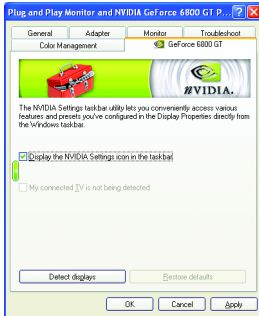 Plug and Play Monitor and NVIDIA GeForce 6800 GT P...
General Adapter Monitor Troubleshoot
Color Management GeForce 6800 GT
NVIDIA.
The NVIDIA Settings taskbar utility lets you conveniently access various
features and presets you've configured in the Display Properties directly from
the Windows taskbar.
Display the NVIDIA Settings icon in the taskbar
My connected TV is not being detected
Detect displays Restore defaults
OK Cancel Apply